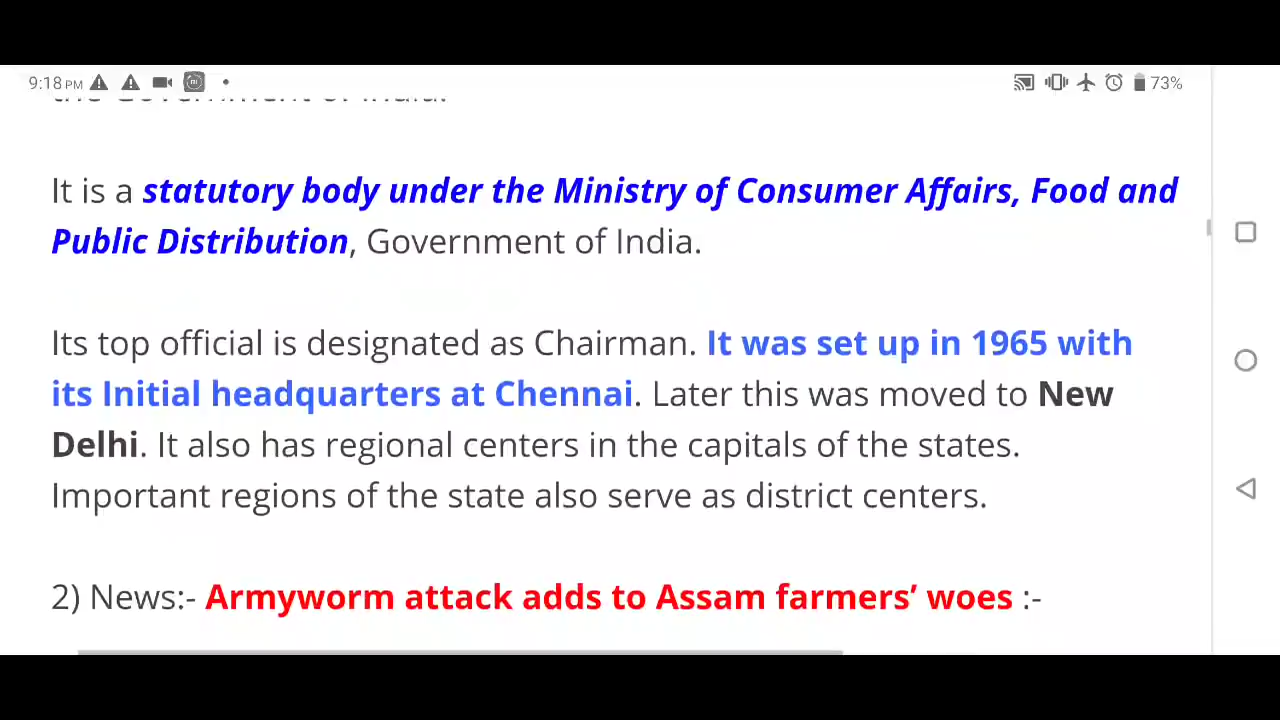 9:18 PM
73%
the Government of India.
It is a statutory body under the Ministry of Consumer Affairs, Food and
Public Distribution, Government of India.
Its top official is designated as Chairman. It was set up in 1965 with
its Initial headquarters at Chennai. Later this was moved to New
Delhi. It also has regional centers in the capitals of the states.
Important regions of the state also serve as district centers.
2) News:- Armyworm attack adds to Assam farmers’ woes :-